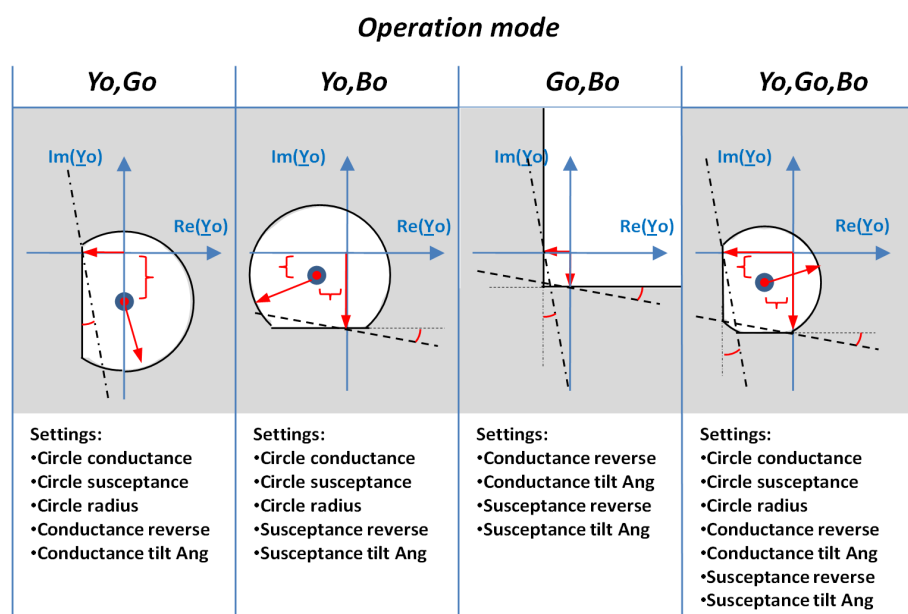 Operation mode
Yo,Go
Yo,Bo
Go,Bo
Yo,Go,Bo
Im(Yo)
Re(Yo)
Im(Yo)
Re(Yo)
Im(Yo)
Re(Yo)
Im(Yo)
Re(Yo)
Settings:
•Circle conductance
•Circle susceptance
•Circle radius
•Conductance reverse
•Conductance tilt Ang
Settings:
•Circle conductance
•Circle susceptance
•Circle radius
•Susceptance reverse
•Susceptance tilt Ang
Settings:
•Conductance reverse
•Conductance tilt Ang
•Susceptance reverse
•Susceptance tilt Ang
Settings:
•Circle conductance
•Circle susceptance
•Circle radius
•Conductance reverse
•Conductance tilt Ang
•Susceptance reverse
•Susceptance tilt Ang